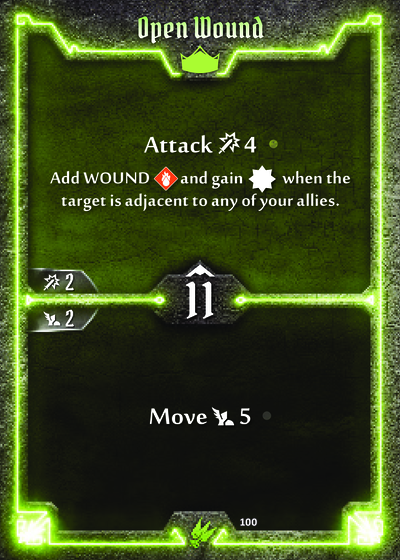 Open Wound
Attack 4
Add WOUND and gain when the
target is adjacent to any of your allies.
2
11
2
Move 5
100